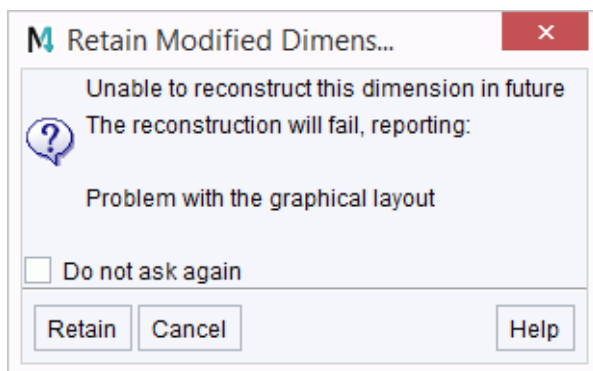 Retain Modified Dimens...
Unable to reconstruct this dimension in future
The reconstruction will fail, reporting:
Problem with the graphical layout
Do not ask again
Retain Cancel Help